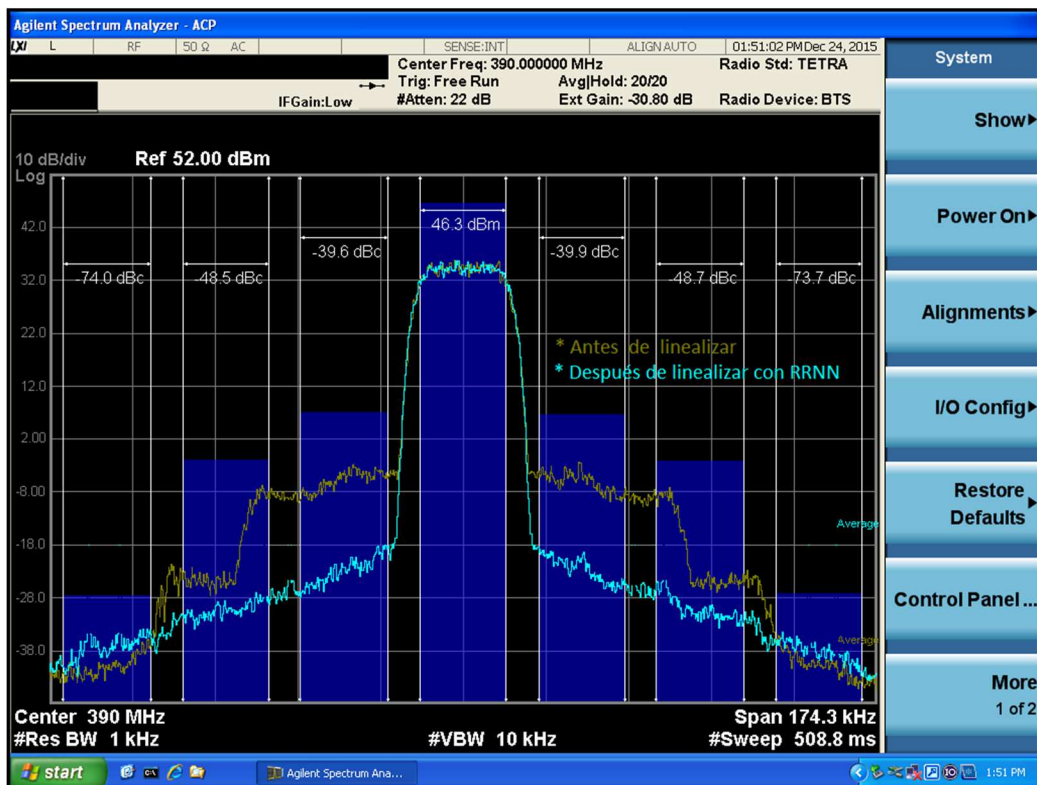 Agilent Spectrum Analyzer - ACP
LXI L RF 50 Ω AC SENSE:INT ALIGN AUTO 01:51:02 PM Dec 24, 2015
System
Center Freq: 390.000000 MHz Radio Std: TETRA
Trig: Free Run Avg|Hold: 20/20
IFGain:Low #Atten: 22 dB Ext Gain: -30.80 dB Radio Device: BTS
Show
10 dB/div Ref 52.00 dBm
Log
Power On
42.0
46.3 dBm
-39.6 dBc -39.9 dBc
32.0
-74.0 dBc -48.5 dBc -48.7 dBc -73.7 dBc
Alignments
22.0
* Antes de linealizar
* Después de linealizar con RRNN
12.0
I/O Config
2.00
-8.00
Restore
Defaults
Average
-18.0
-28.0
Control Panel ...
Average
-38.0
More
1 of 2
Center 390 MHz Span 174.3 kHz
#Res BW 1 kHz #VBW 10 kHz #Sweep 508.8 ms
start Agilent Spectrum Ana... 1:51 PM